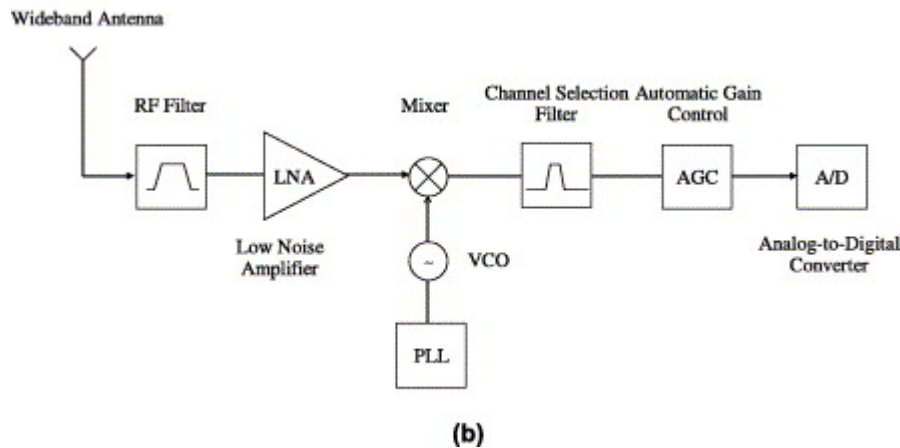 Wideband Antenna
RF Filter
Mixer
Channel Selection
Filter
Automatic Gain
Control
LNA
AGC
A/D
Low Noise
Amplifier
~
VCO
Analog-to-Digital
Converter
PLL
(b)